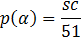 p(α) = sc/51